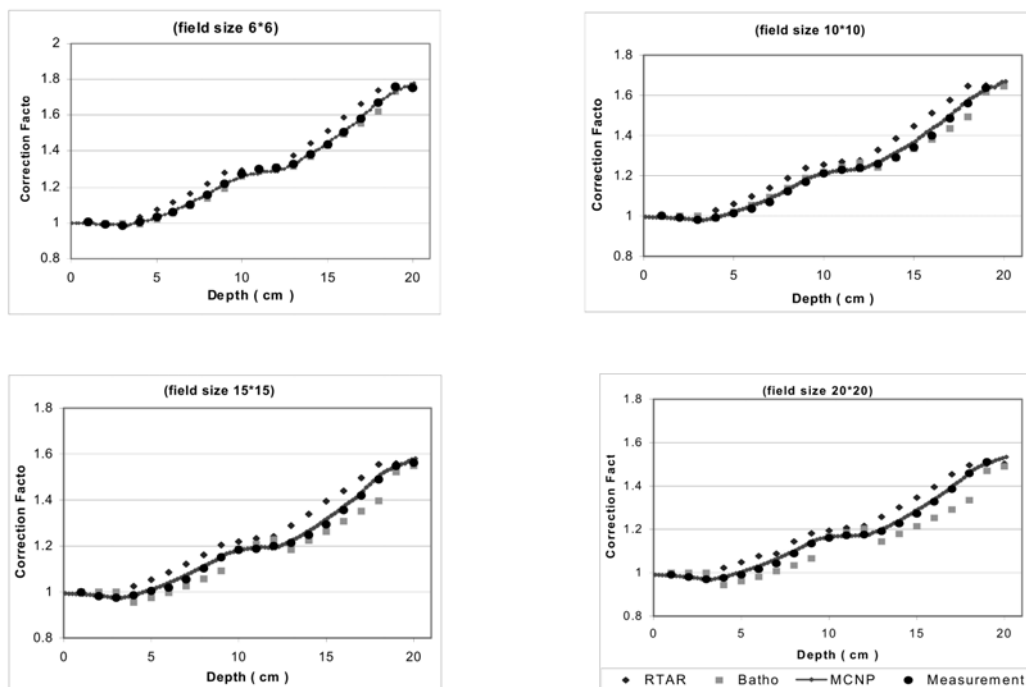 (field size 6*6)
2
1.8
1.6
1.4
1.2
1
0.8
Correction Facto
0 5 10 15 20
Depth ( cm )
(field size 10*10)
1.8
1.6
1.4
1.2
1
0.8
Correction Facto
0 5 10 15 20
Depth ( cm )
(field size 15*15)
1.8
1.6
1.4
1.2
1
0.8
Correction Facto
0 5 10 15 20
Depth ( cm )
(field size 20*20)
1.8
1.6
1.4
1.2
1
0.8
Correction Fact
0 5 10 15 20
Depth ( cm )
RTAR Batho MCNP Measurement